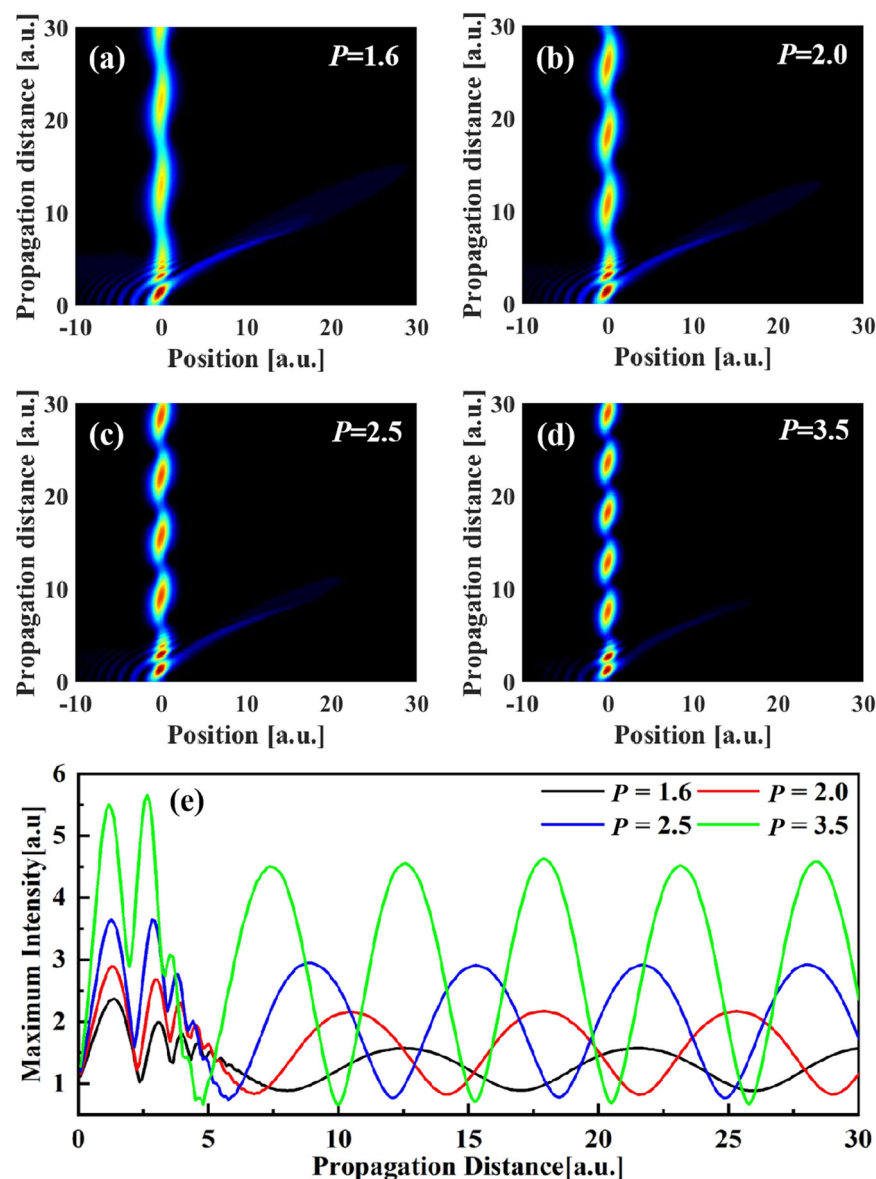 30
(a)
P=1.6
20
10
0
-10 0 10 20 30
Position [a.u.]
Propagation distance [a.u.]
30
(b)
P=2.0
20
10
0
-10 0 10 20 30
Position [a.u.]
Propagation distance [a.u.]
30
(c)
P=2.5
20
10
0
-10 0 10 20 30
Position [a.u.]
Propagation distance [a.u.]
30
(d)
P=3.5
20
10
0
-10 0 10 20 30
Position [a.u.]
Propagation distance [a.u.]
6
(e)
P = 1.6 P = 2.0
P = 2.5 P = 3.5
5
4
3
2
1
0 5 10 15 20 25 30
Propagation Distance[a.u.]
Maximum Intensity[a.u]